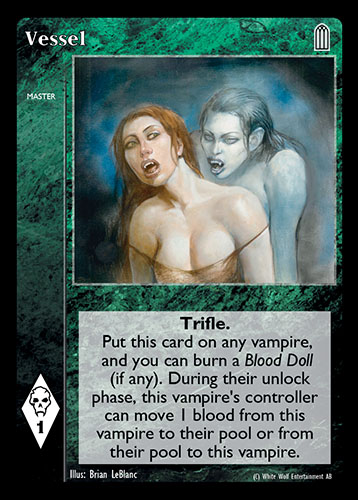 Vessel
MASTER
Trifle.
Put this card on any vampire,
and you can burn a Blood Doll
(if any). During their unlock
phase, this vampire's controller
can move 1 blood from this
vampire to their pool or from
their pool to this vampire.
1
Illus: Brian LeBlanc
(C) White Wolf Entertainment AB